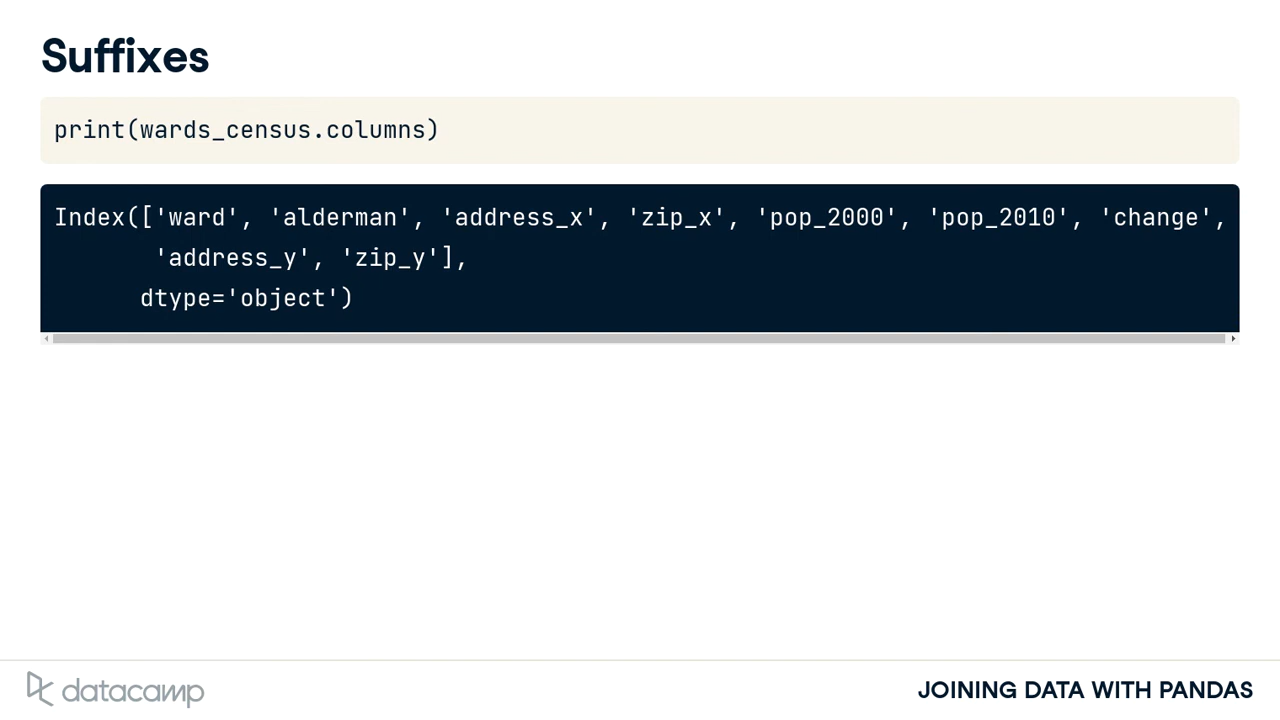 Suffixes
print(wards_census.columns)
Index(['ward', 'alderman', 'address_x', 'zip_x', 'pop_2000', 'pop_2010', 'change',
'address_y', 'zip_y'],
dtype='object')
datacamp
JOINING DATA WITH PANDAS